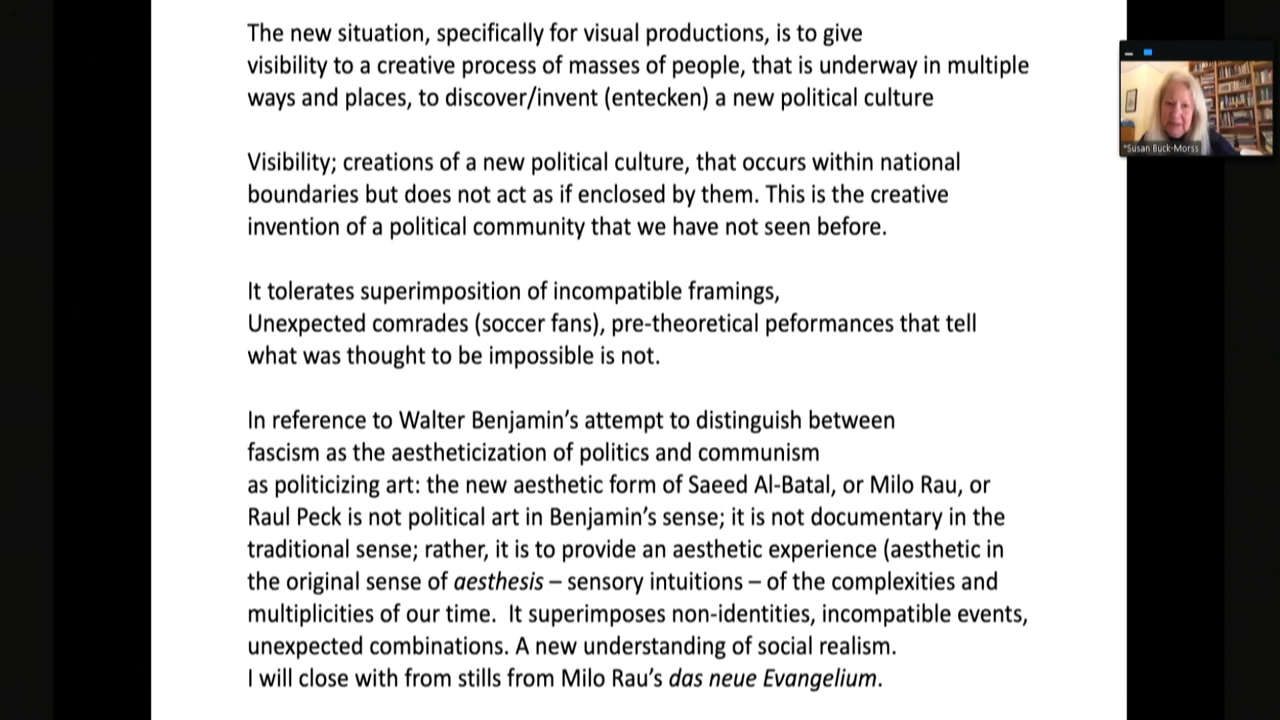 The new situation, specifically for visual productions, is to give
visibility to a creative process of masses of people, that is underway in multiple
ways and places, to discover/invent (entecken) a new political culture
Visibility; creations of a new political culture, that occurs within national
boundaries but does not act as if enclosed by them. This is the creative
invention of a political community that we have not seen before.
It tolerates superimposition of incompatible framings,
Unexpected comrades (soccer fans), pre-theoretical peformances that tell
what was thought to be impossible is not.
In reference to Walter Benjamin’s attempt to distinguish between
fascism as the aestheticization of politics and communism
as politicizing art: the new aesthetic form of Saeed Al-Batal, or Milo Rau, or
Raul Peck is not political art in Benjamin’s sense; it is not documentary in the
traditional sense; rather, it is to provide an aesthetic experience (aesthetic in
the original sense of aesthesis – sensory intuitions – of the complexities and
multiplicities of our time.  It superimposes non-identities, incompatible events,
unexpected combinations. A new understanding of social realism.
I will close with from stills from Milo Rau’s das neue Evangelium.
*Susan Buck-Morss